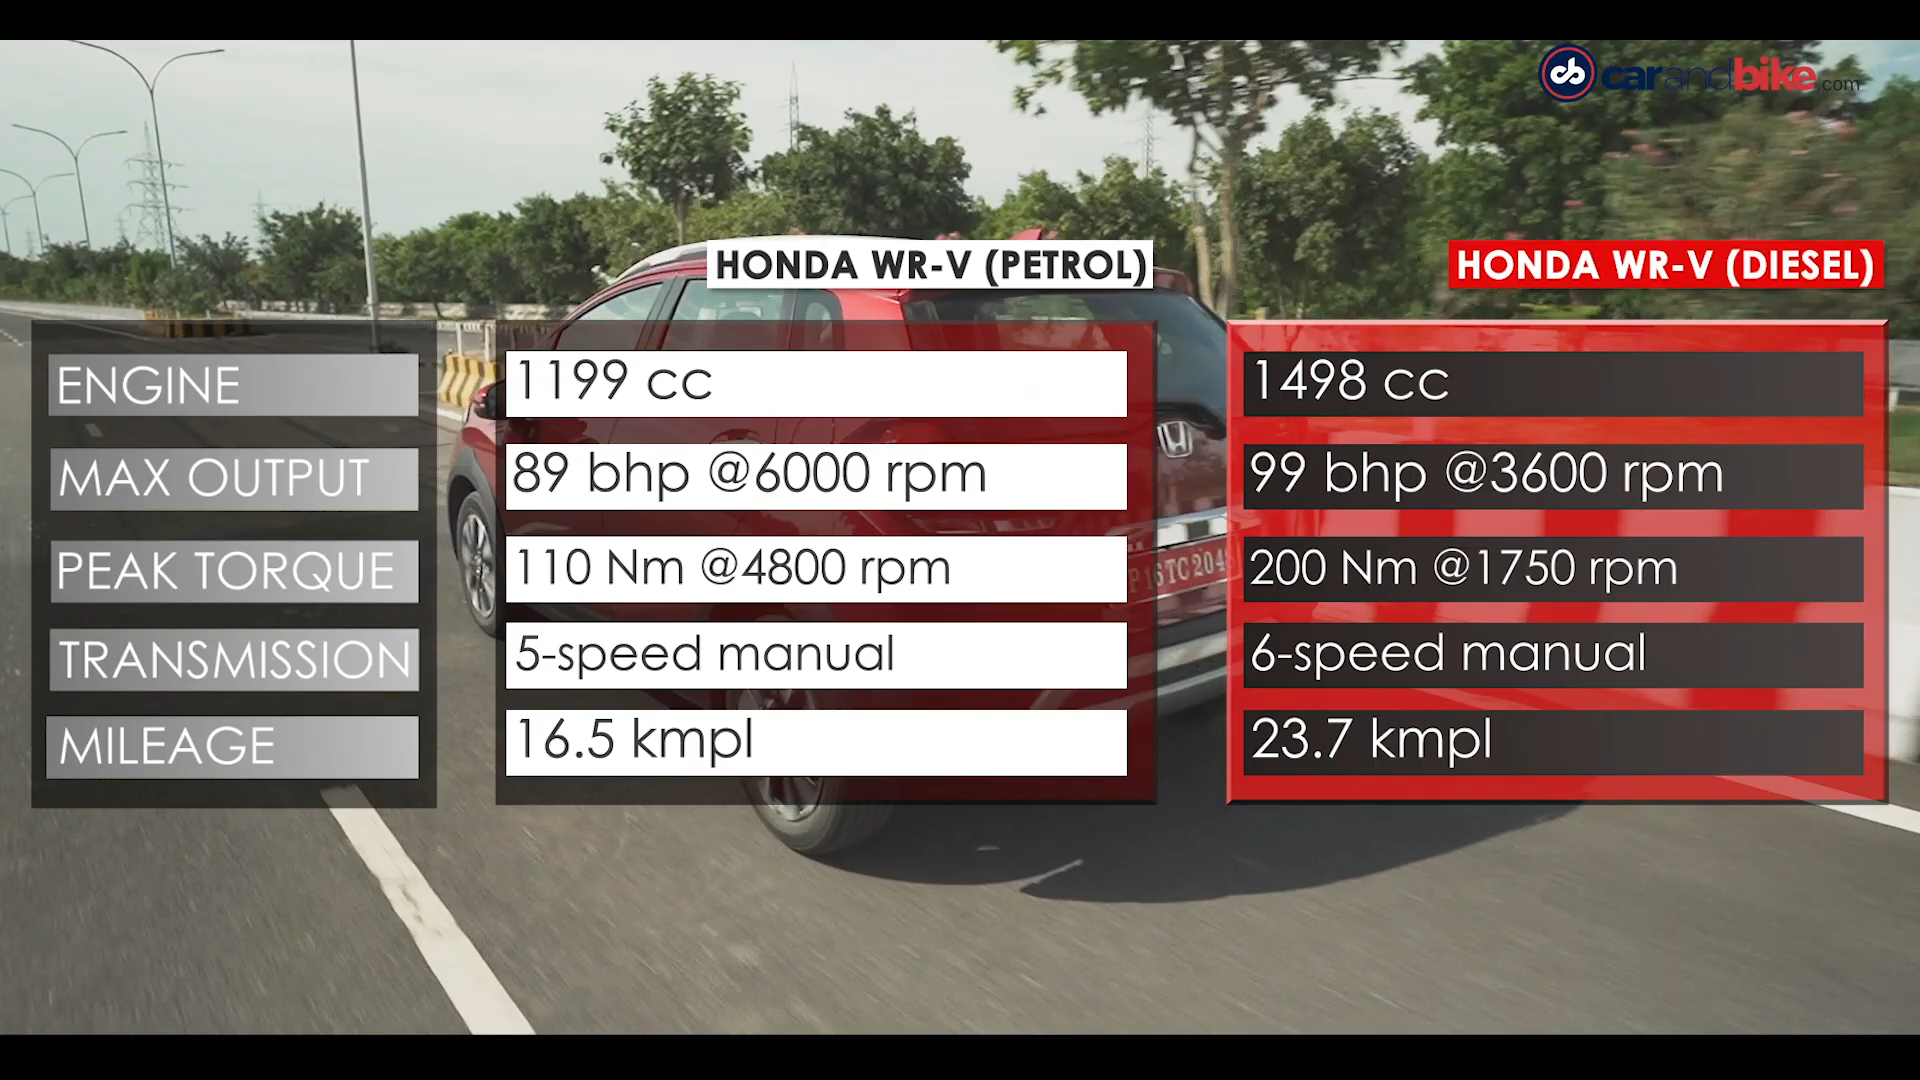 carandbike.com
HONDA WR-V (PETROL)
HONDA WR-V (DIESEL)
ENGINE
1199 cc
1498 cc
MAX OUTPUT
89 bhp @6000 rpm
99 bhp @3600 rpm
PEAK TORQUE
110 Nm @4800 rpm
200 Nm @1750 rpm
TRANSMISSION
5-speed manual
6-speed manual
MILEAGE
16.5 kmpl
23.7 kmpl